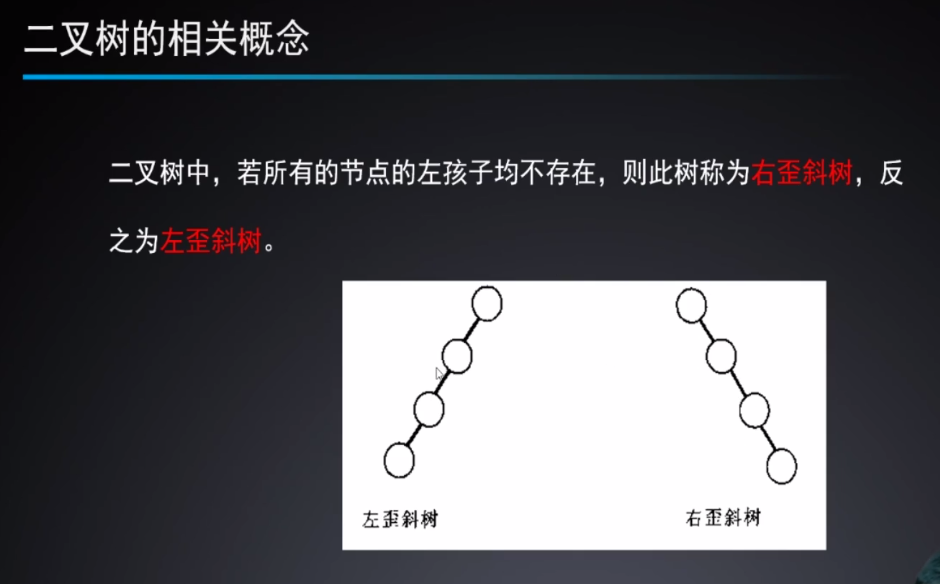 二叉树的相关概念
二叉树中，若所有的节点的左孩子均不存在，则此树称为右歪斜树，反
之为左歪斜树。
左歪斜树
右歪斜树